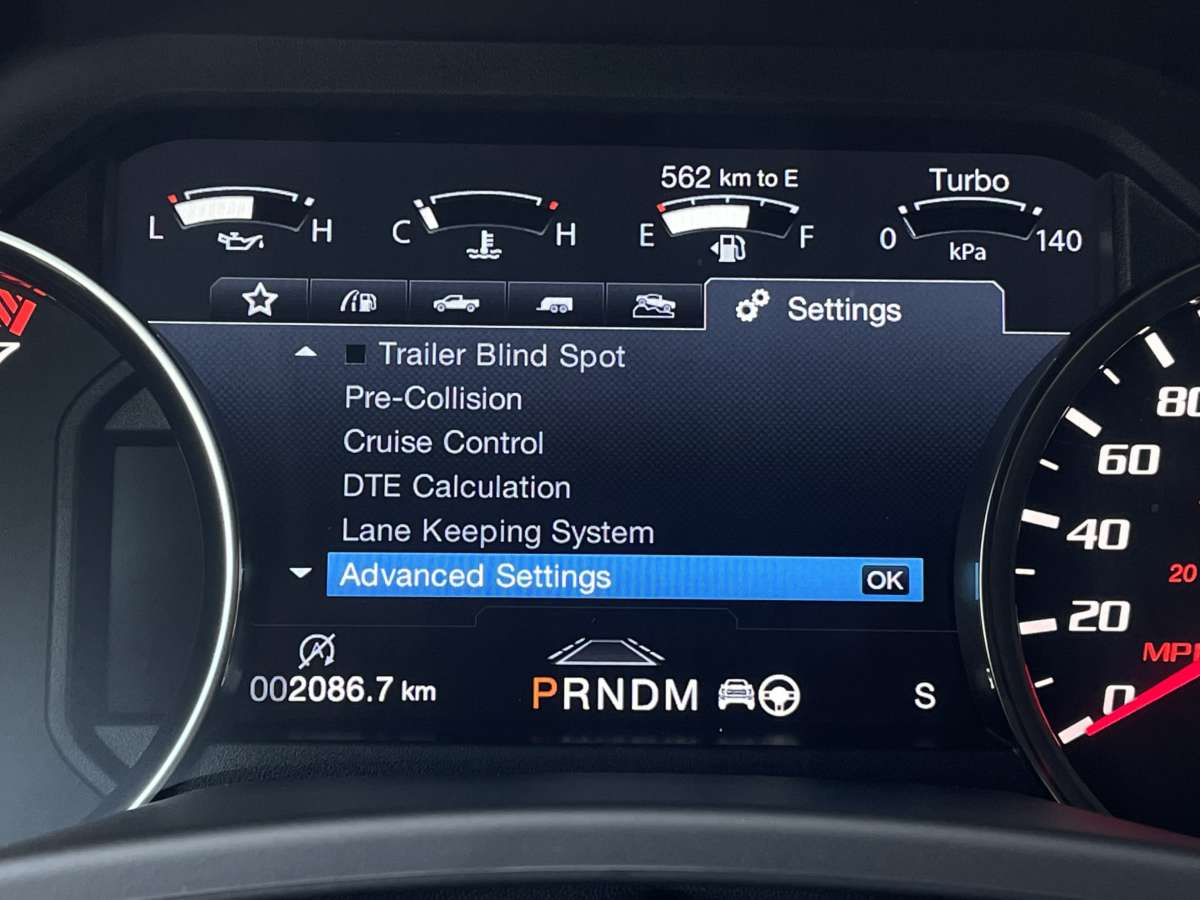 562 km to E
Turbo
L H
C H
E F
0 kPa 140
Settings
Trailer Blind Spot
Pre-Collision
Cruise Control
DTE Calculation
Lane Keeping System
Advanced Settings OK
80
60
40
20
20
0
A
002086.7 km
PRNDM
S